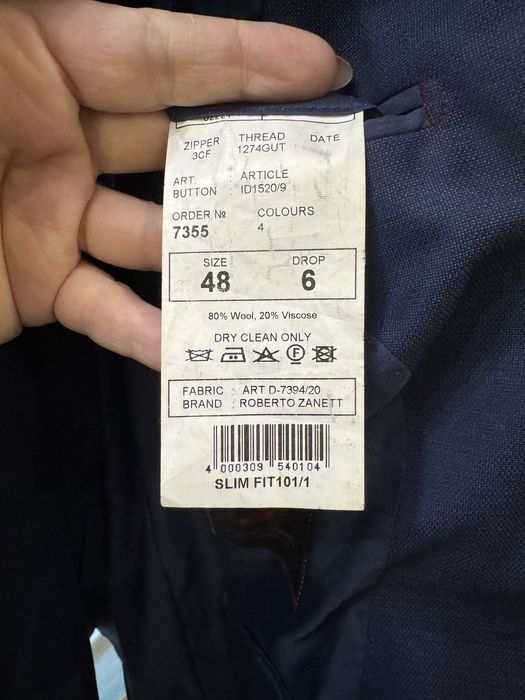 ZIPPER THREAD DATE
3CF 1274GUT
ART. ARTICLE
BUTTON ID1520/9
ORDER № COLOURS
7355 4
SIZE DROP
48 6
80% Wool, 20% Viscose
DRY CLEAN ONLY
F
FABRIC : ART D-7394/20
BRAND : ROBERTO ZANETT
4 000309 540104
SLIM FIT101/1